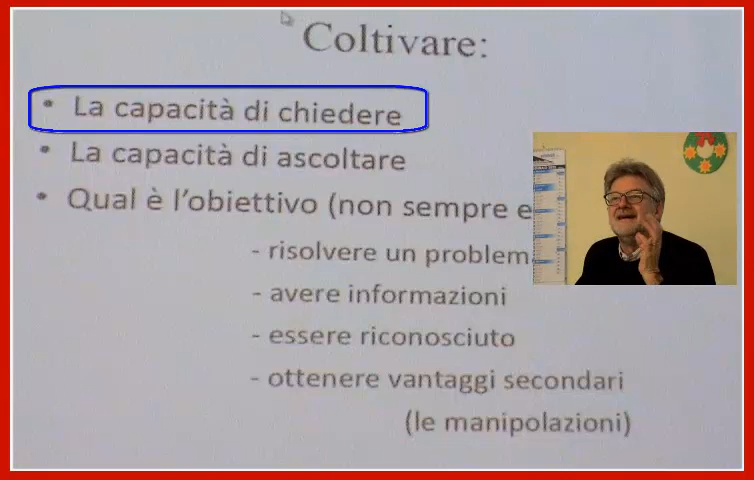 Coltivare:
• La capacità di chiedere
• La capacità di ascoltare
• Qual è l'obiettivo (non sempre e
- risolvere un problem
- avere informazioni
- essere riconosciuto
- ottenere vantaggi secondari
(le manipolazioni)